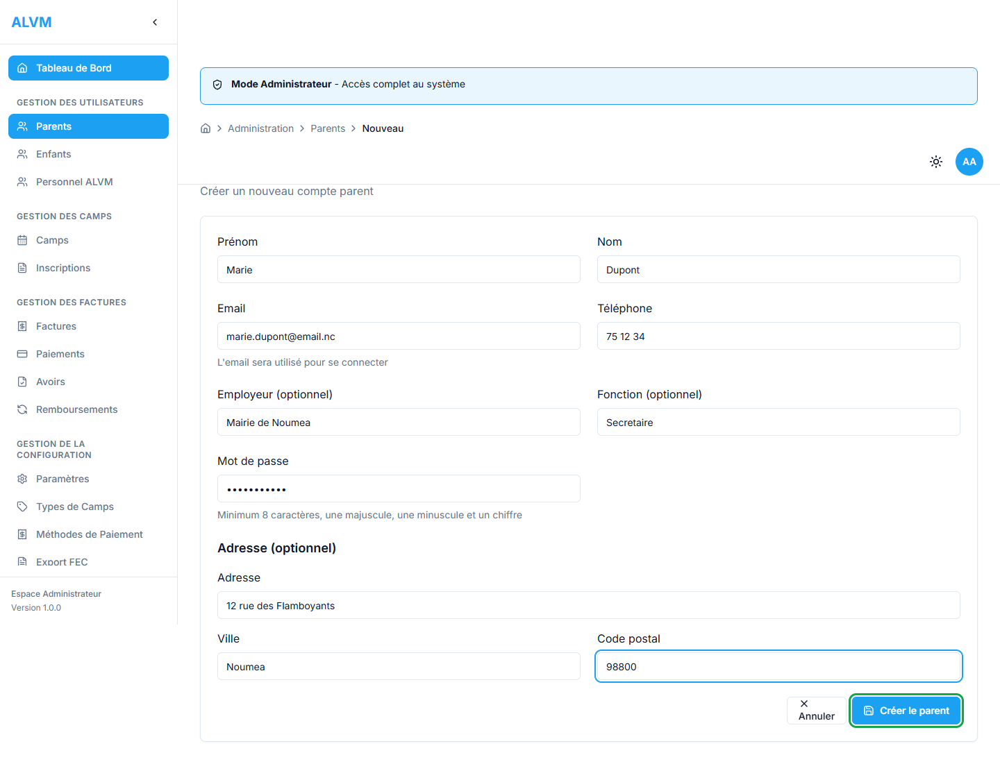 ALVM
Tableau de Bord
GESTION DES UTILISATEURS
Parents
Enfants
Personnel ALVM
GESTION DES CAMPS
Camps
Inscriptions
GESTION DES FACTURES
Factures
Paiements
Avoirs
Remboursements
GESTION DE LA
CONFIGURATION
Paramètres
Types de Camps
Méthodes de Paiement
Export FEC
Espace Administrateur
Version 1.0.0
Mode Administrateur - Accès complet au système
Administration > Parents > Nouveau
AA
Créer un nouveau compte parent
Prénom
Marie
Nom
Dupont
Email
marie.dupont@email.nc
L'email sera utilisé pour se connecter
Téléphone
75 12 34
Employeur (optionnel)
Mairie de Noumea
Fonction (optionnel)
Secretaire
Mot de passe
•••••••••••
Minimum 8 caractères, une majuscule, une minuscule et un chiffre
Adresse (optionnel)
Adresse
12 rue des Flamboyants
Ville
Noumea
Code postal
98800
Annuler
Créer le parent